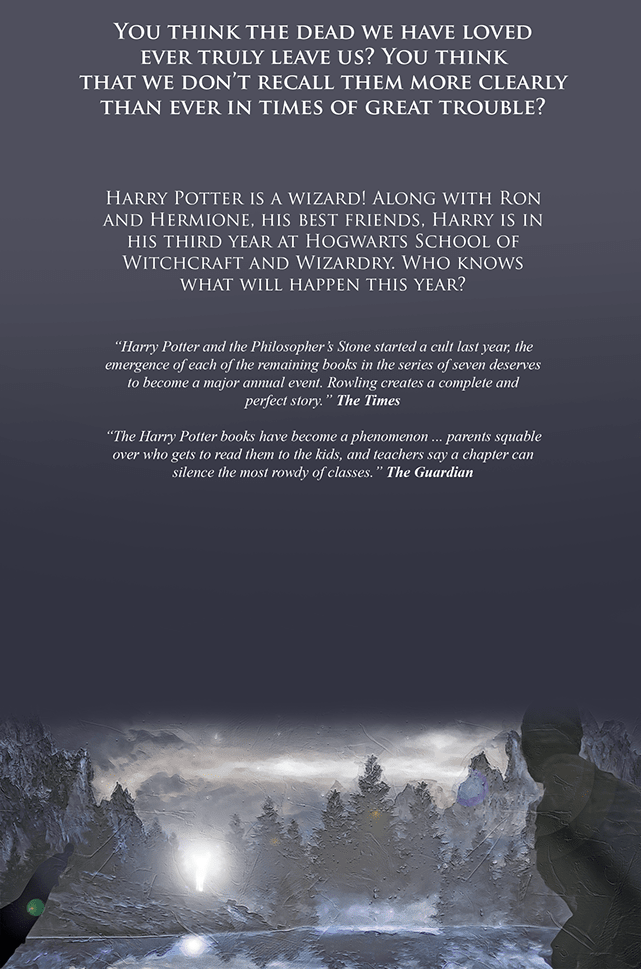 You think the dead we have loved
ever truly leave us? You think
that we don't recall them more clearly
than ever in times of great trouble?
Harry Potter is a wizard! Along with Ron
and Hermione, his best friends, Harry is in
his third year at Hogwarts School of
Witchcraft and Wizardry. Who knows
what will happen this year?
“Harry Potter and the Philosopher's Stone started a cult last year, the
emergence of each of the remaining books in the series of seven deserves
to become a major annual event. Rowling creates a complete and
perfect story.” The Times
“The Harry Potter books have become a phenomenon ... parents squable
over who gets to read them to the kids, and teachers say a chapter can
silence the most rowdy of classes.” The Guardian